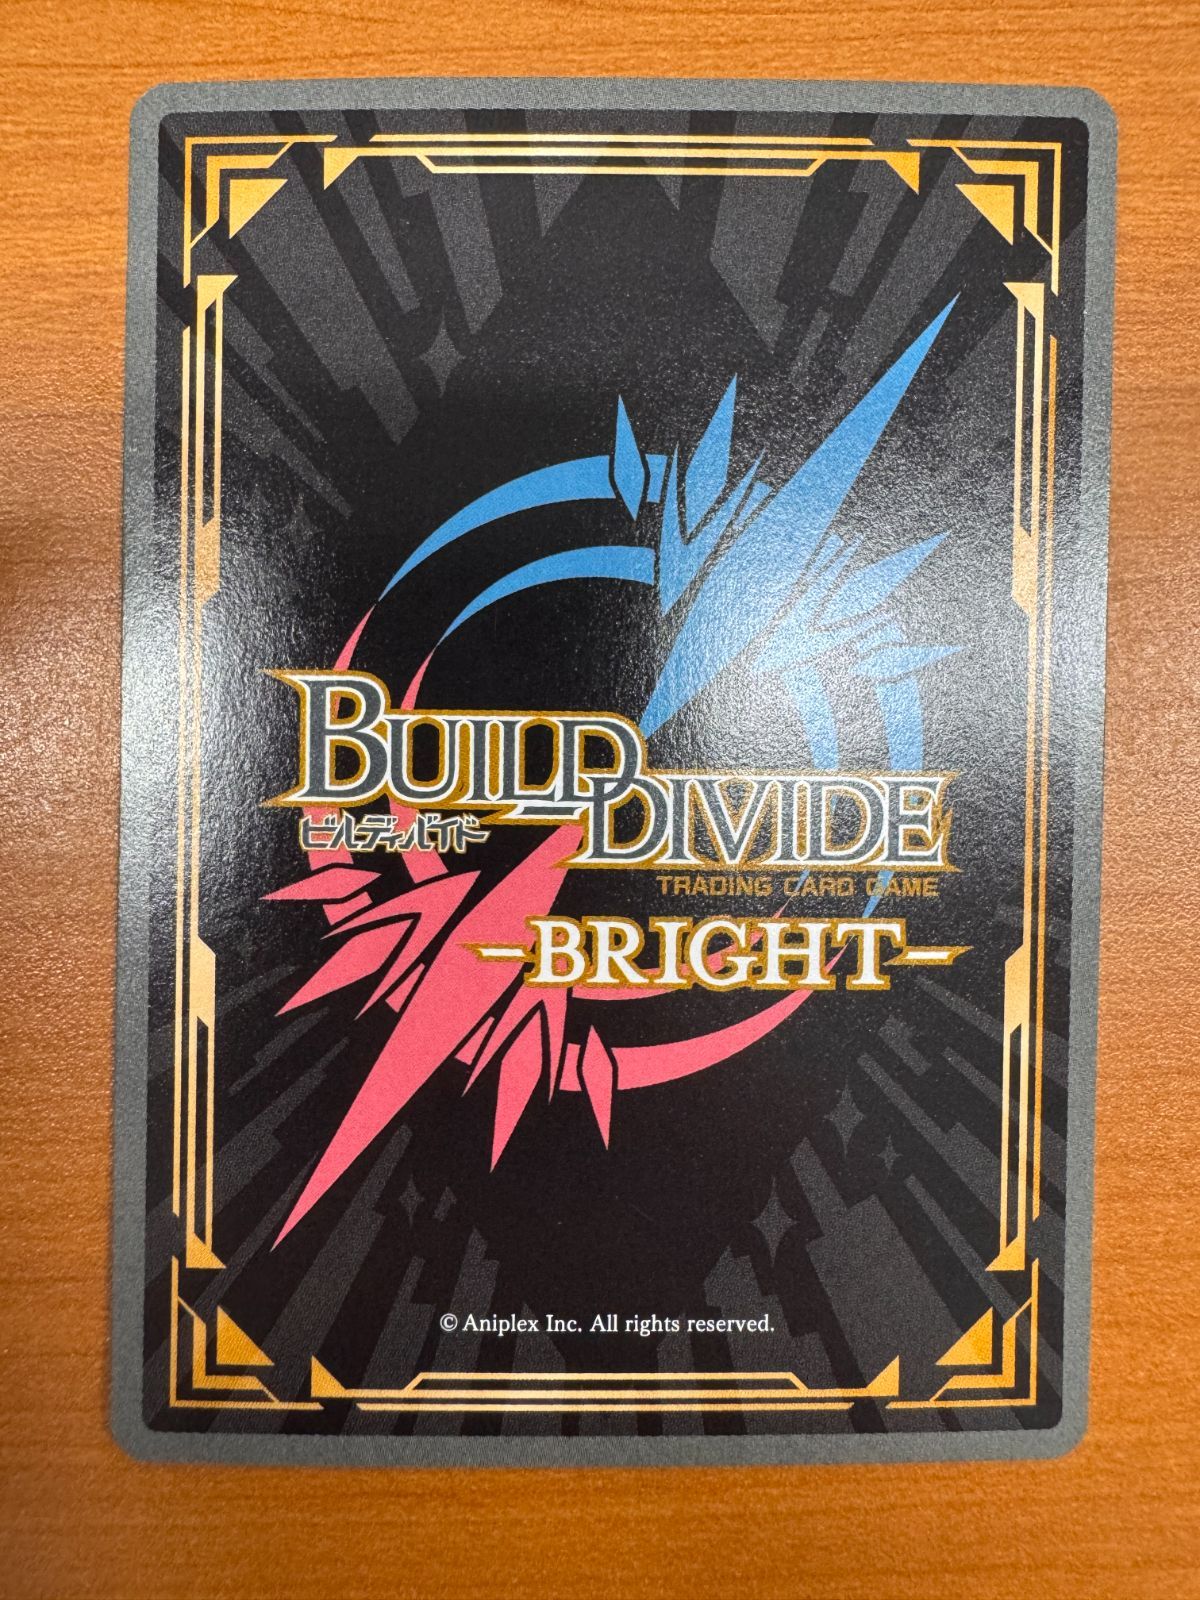 BUILD DIVIDE
ビルディバイド
TRADING CARD GAME
-BRIGHT-
© Aniplex Inc. All rights reserved.